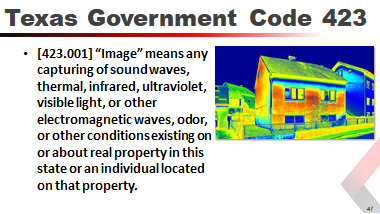 Texas Government Code 423
• [423.001] “Image” means any
capturing of sound waves,
thermal, infrared, ultraviolet,
visible light, or other
electromagnetic waves, odor,
or other conditions existing on
or about real property in this
state or an individual located
on that property.
47